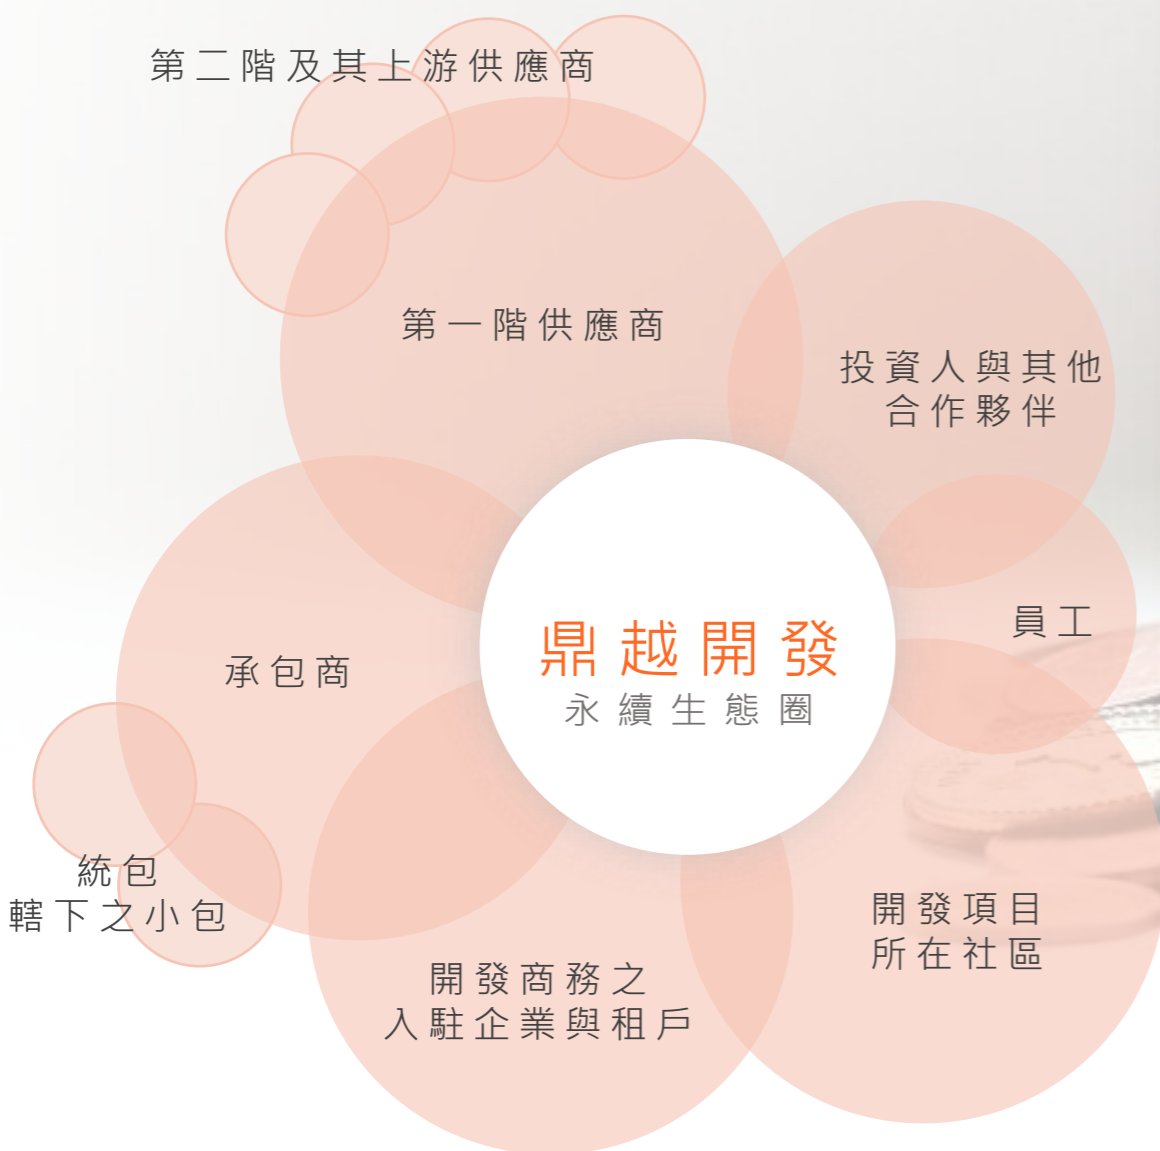 第二階及其上游供應商
第一階供應商
投資人與其他
合作夥伴
員工
鼎越開發
永續生態圈
承包商
統包
轄下之小包
開發項目
所在社區
開發商務之
入駐企業與租戶